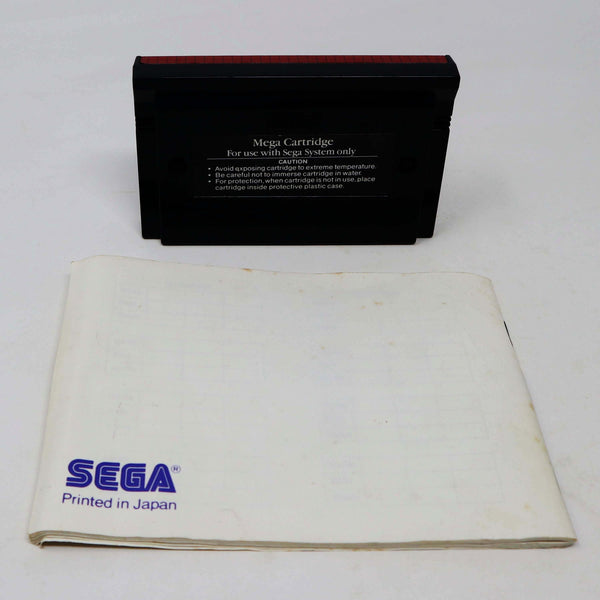 Mega Cartridge
For use with Sega System only
CAUTION
• Avoid exposing cartridge to extreme temperature.
• Be careful not to immerse cartridge in water.
• For protection, when cartridge is not in use, place
cartridge inside protective plastic case.
SEGA®
Printed in Japan